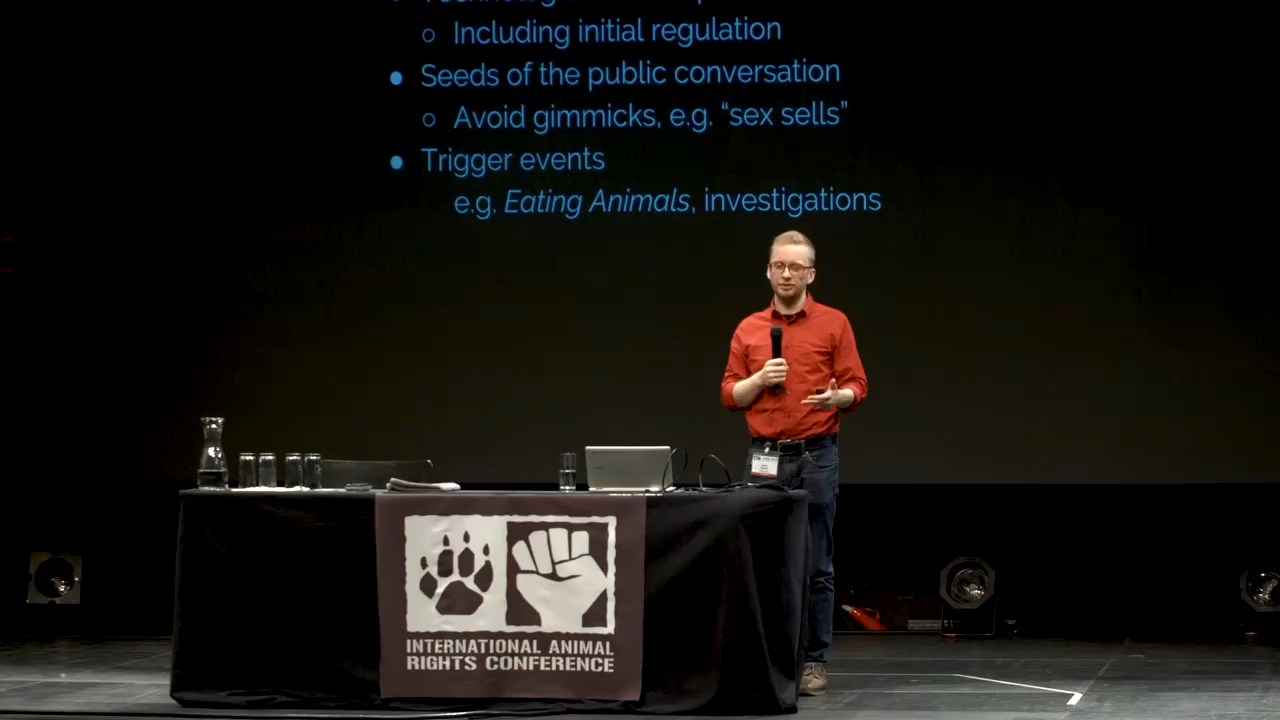 Including initial regulation
Seeds of the public conversation
Avoid gimmicks, e.g. “sex sells”
Trigger events
e.g. Eating Animals, investigations
INTERNATIONAL ANIMAL
RIGHTS CONFERENCE